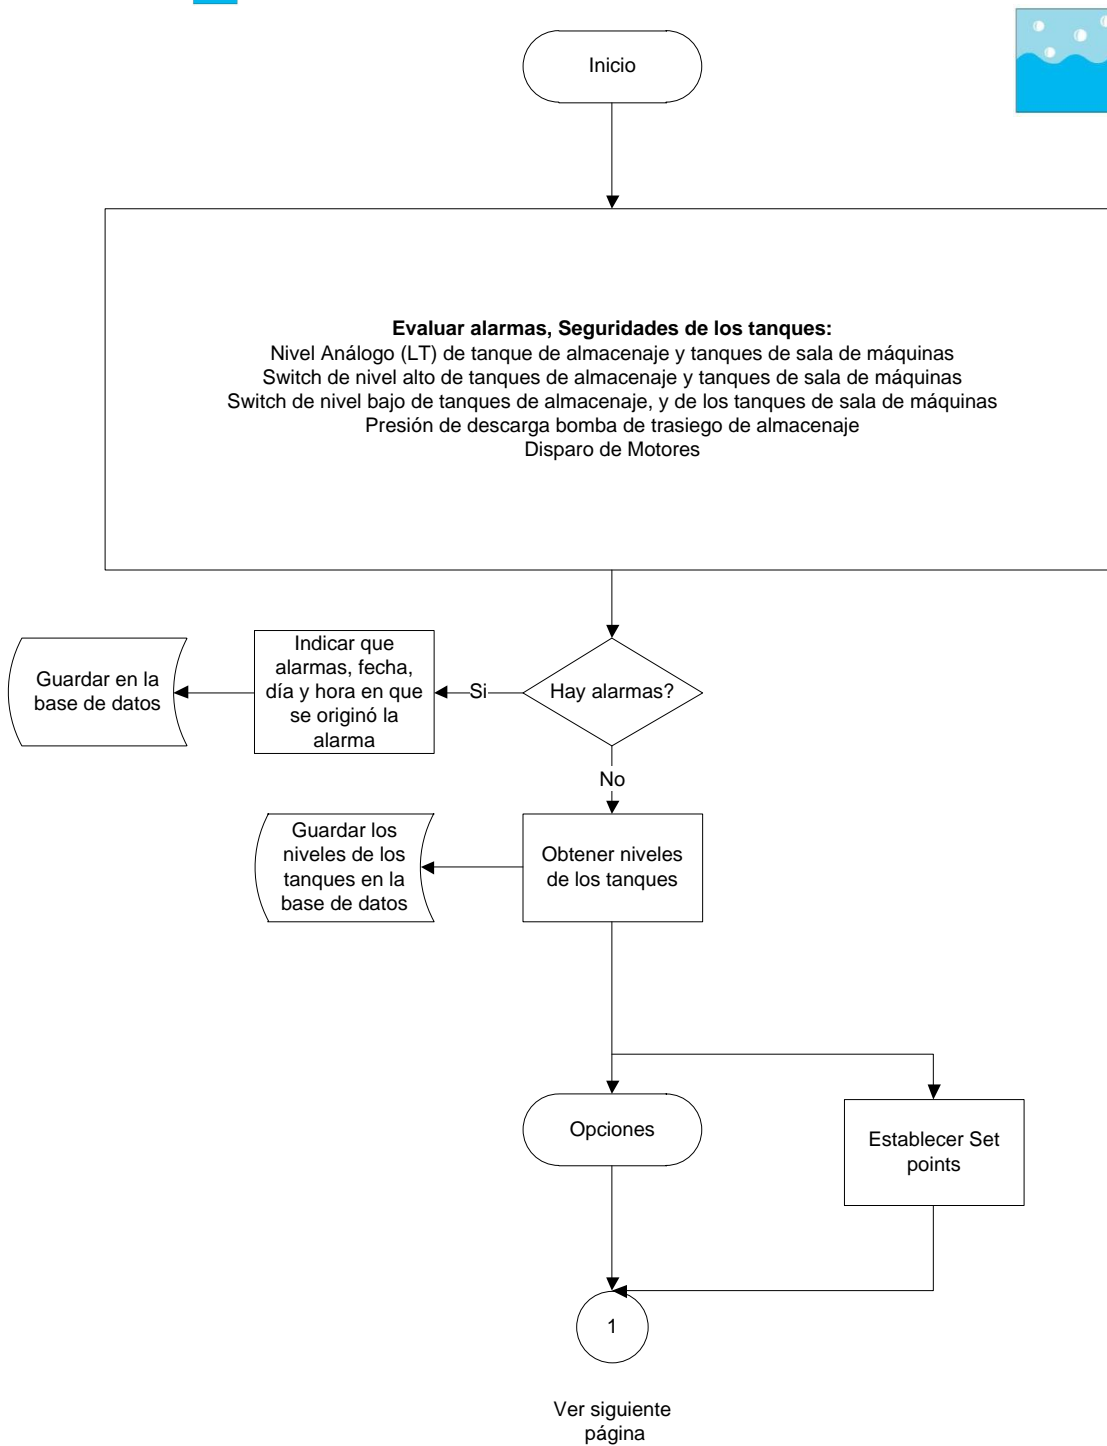 Inicio
Evaluar alarmas, Seguridades de los tanques:
Nivel Análogo (LT) de tanque de almacenaje y tanques de sala de máquinas
Switch de nivel alto de tanques de almacenaje y tanques de sala de máquinas
Switch de nivel bajo de tanques de almacenaje, y de los tanques de sala de máquinas
Presión de descarga bomba de trasiego de almacenaje
Disparo de Motores
Guardar en la
base de datos
Indicar que
alarmas, fecha,
día y hora en que
se originó la
alarma
Si
Hay alarmas?
No
Guardar los
niveles de los
tanques en la
base de datos
Obtener niveles
de los tanques
Opciones
Establecer Set
points
1
Ver siguiente
página